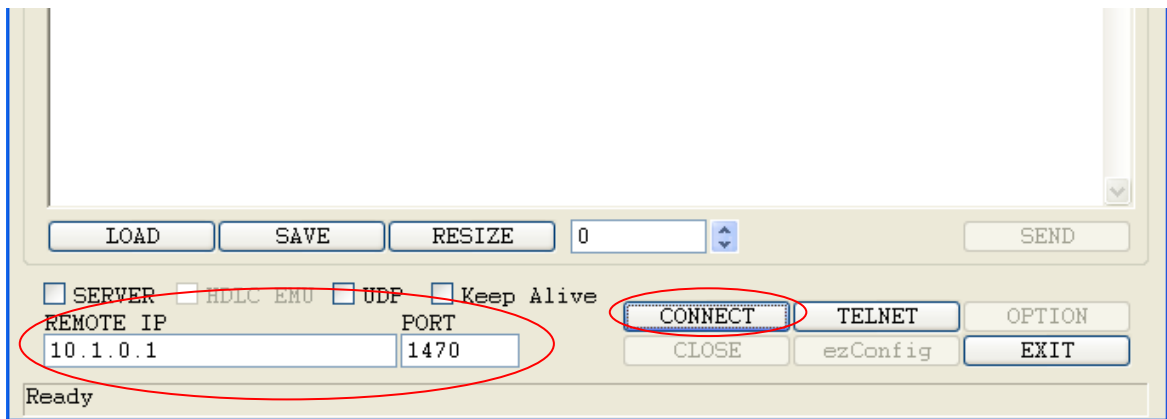 LOAD SAVE RESIZE 0 SEND
SERVER HDLC EMU UDP Keep Alive
REMOTE IP PORT CONNECT TELNET OPTION
10.1.0.1 1470 CLOSE ezConfig EXIT
Ready